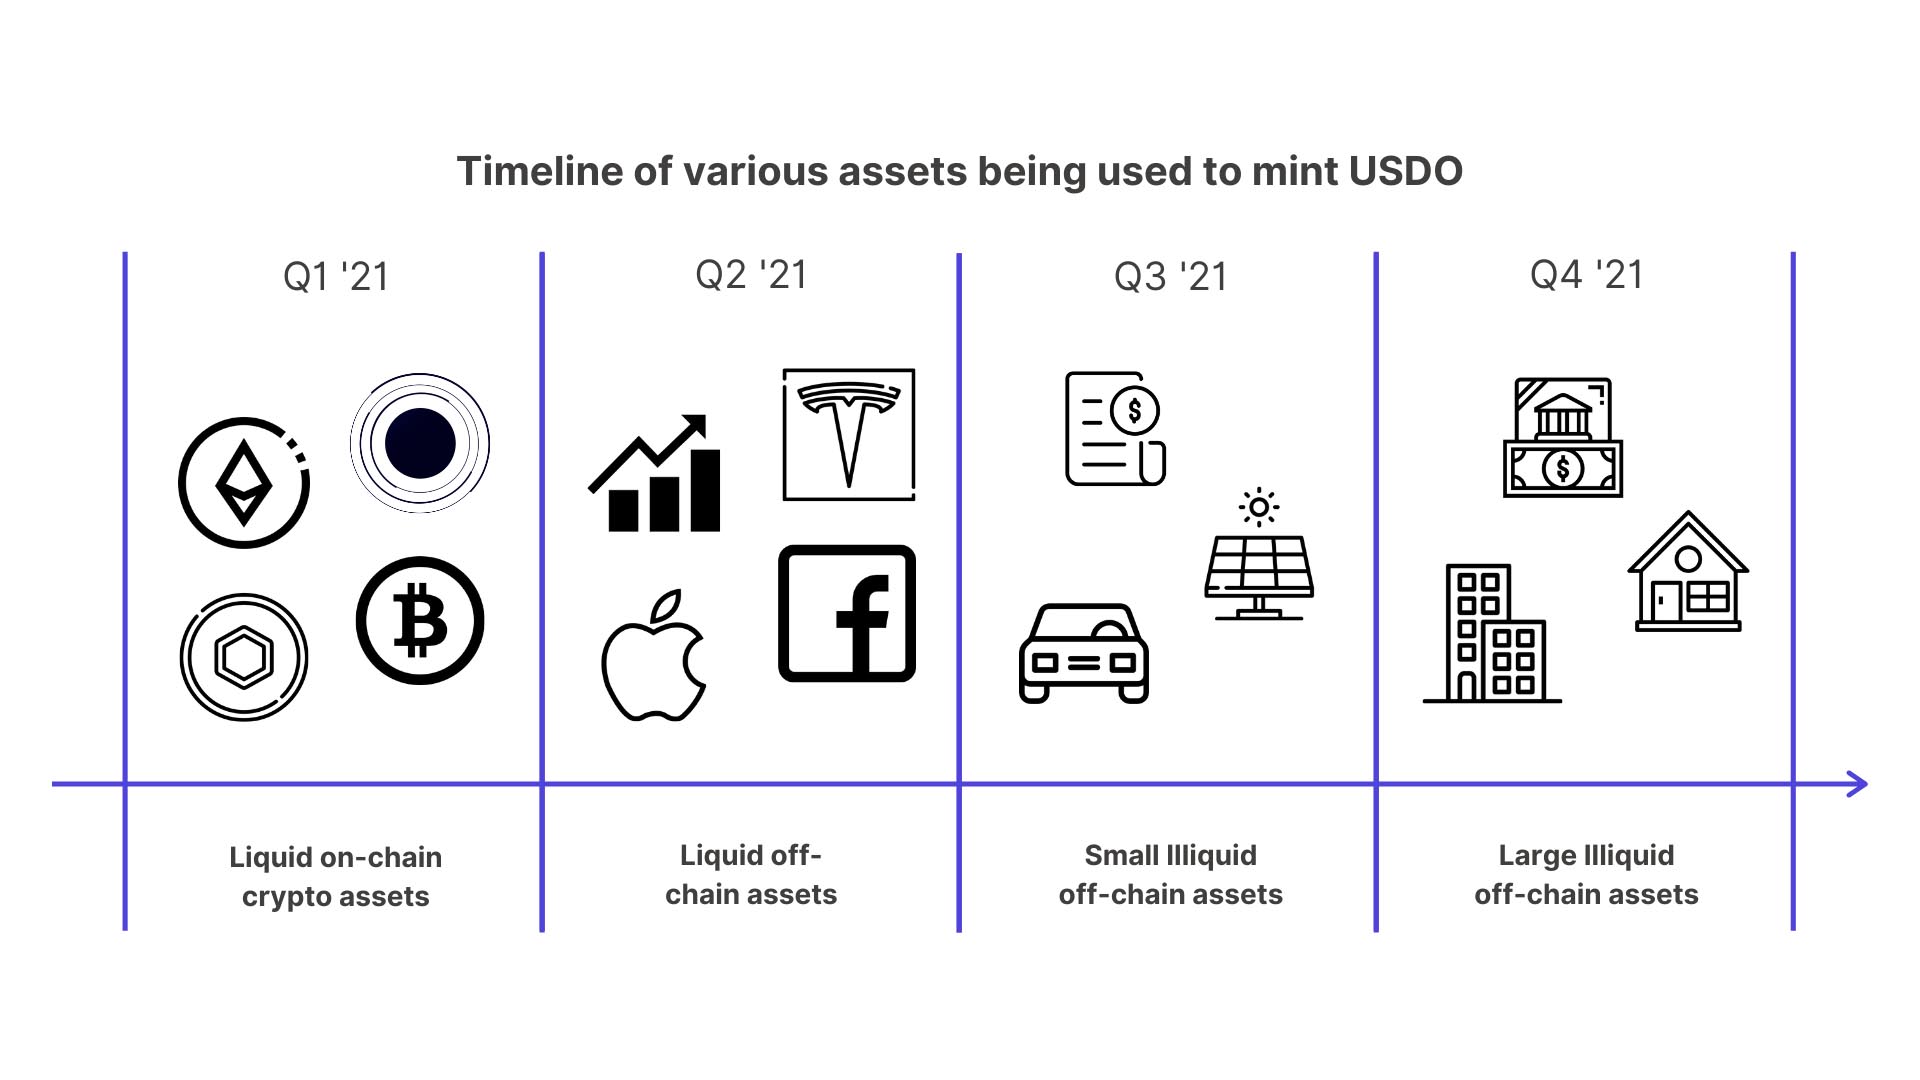 Timeline of various assets being used to mint USDO
Q1 '21
Q2 '21
Q3 '21
Q4 '21
$
$
Liquid on-chain
crypto assets
Liquid off-
chain assets
Small Illiquid
off-chain assets
Large Illiquid
off-chain assets